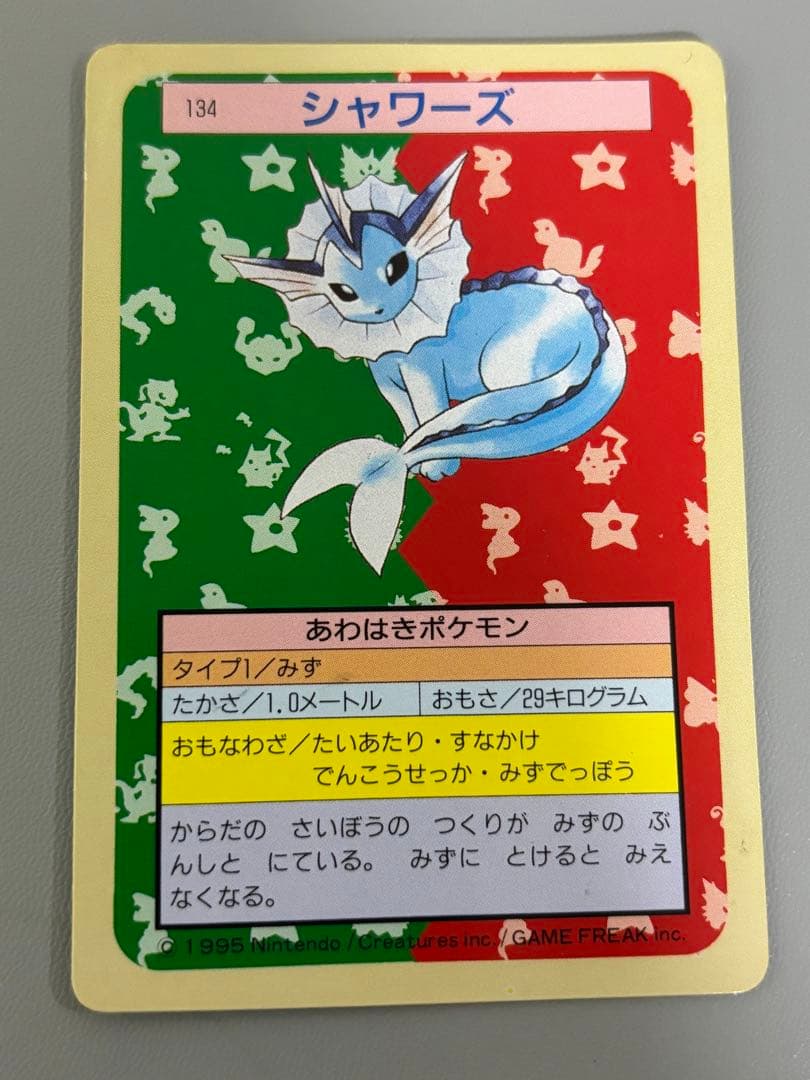 134 シャワーズ
あわはきポケモン
タイプ1/みず
たかさ/1.0メートル おもさ/29キログラム
おもなわざ/たいあたり・すなかけ
でんこうせっか・みずでっぽう
からだの さいぼうの つくりが みずの ぶ
んしと にている。 みずに とけると みえ
なくなる。
© 1995 Nintendo/Creatures inc./GAME FREAK inc.